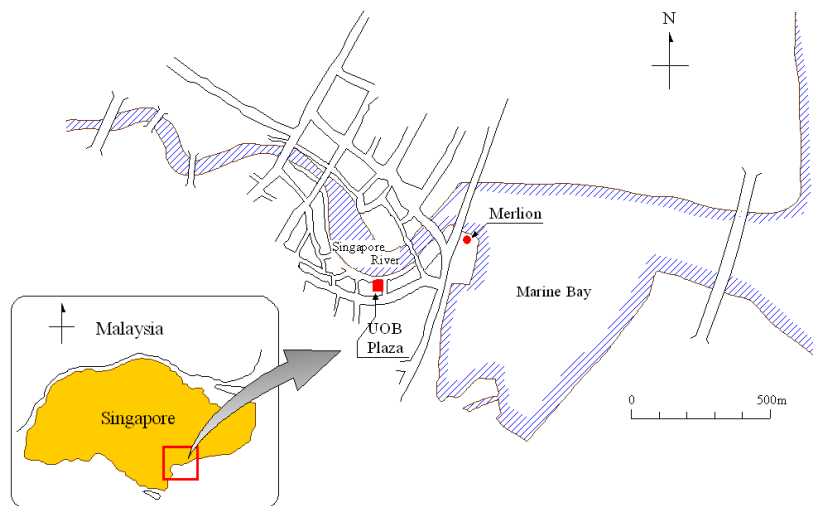 N
Merlion
Singapore
River
Marine Bay
UOB
Plaza
Malaysia
Singapore
0
500m